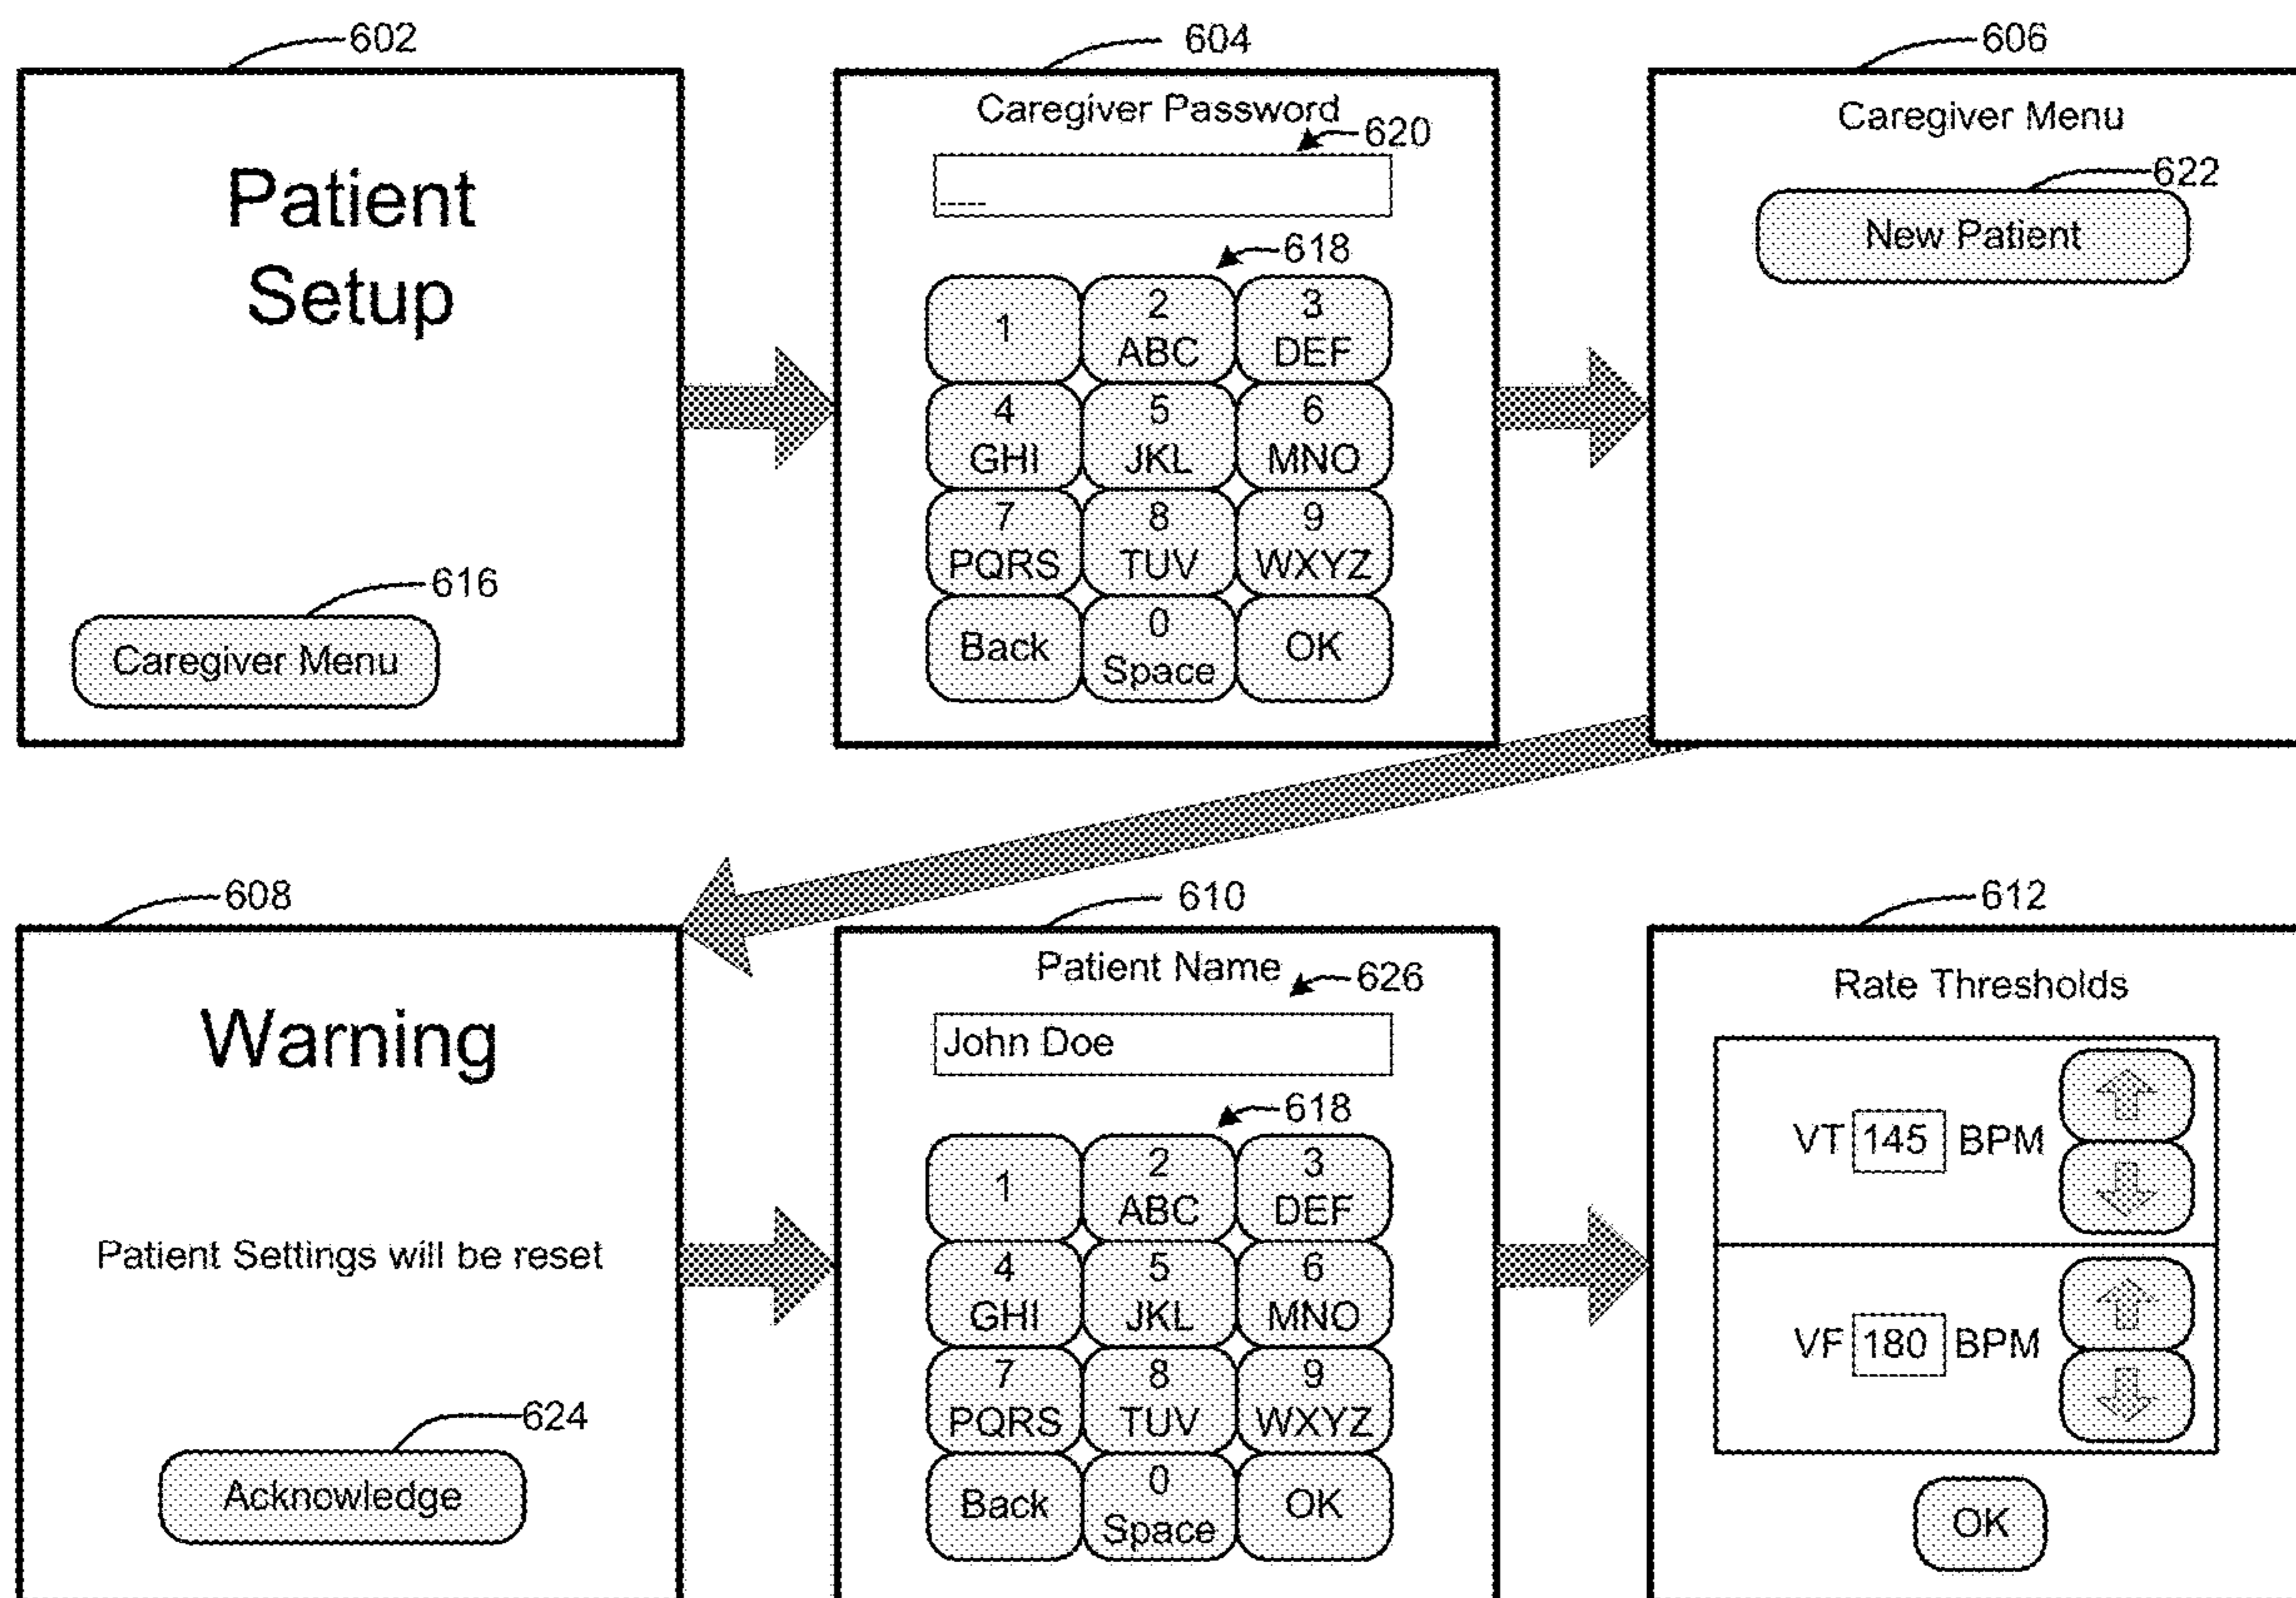 602
Patient
Setup
616
Caregiver Menu
604
Caregiver Password
620
-----
618
1
2
ABC
3
DEF
4
GHI
5
JKL
6
MNO
7
PQRS
8
TUV
9
WXYZ
Back
0
Space
OK
606
Caregiver Menu
622
New Patient
608
Warning
Patient Settings will be reset
624
Acknowledge
610
Patient Name
626
John Doe
618
1
2
ABC
3
DEF
4
GHI
5
JKL
6
MNO
7
PQRS
8
TUV
9
WXYZ
Back
0
Space
OK
612
Rate Thresholds
VT 145 BPM
VF 180 BPM
OK